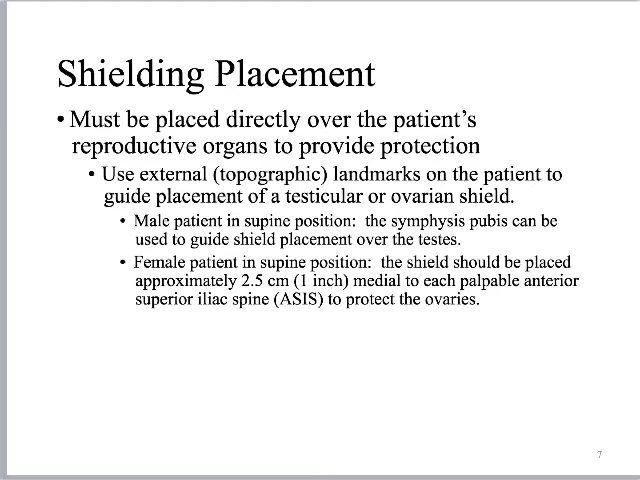 Shielding Placement
• Must be placed directly over the patient’s
reproductive organs to provide protection
• Use external (topographic) landmarks on the patient to
guide placement of a testicular or ovarian shield.
• Male patient in supine position:  the symphysis pubis can be
used to guide shield placement over the testes.
• Female patient in supine position:  the shield should be placed
approximately 2.5 cm (1 inch) medial to each palpable anterior
superior iliac spine (ASIS) to protect the ovaries.
7